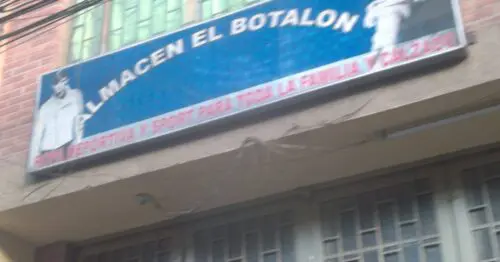 ALMACEN EL BOTALON
ROPA DEPORTIVA Y SPORT PARA TODA LA FAMILIA Y CALZADO